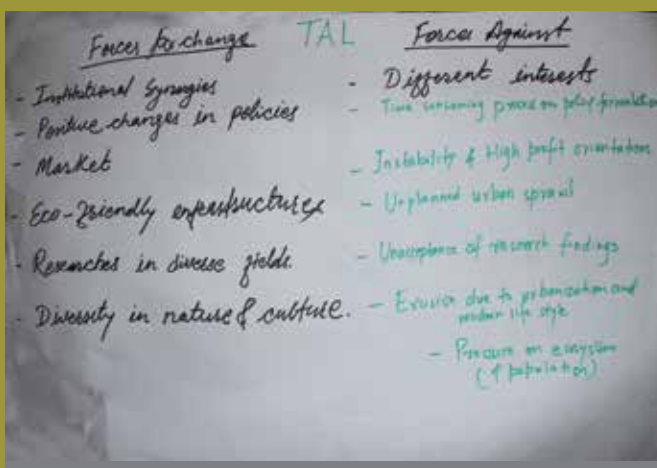 Forces for change
- Institutional Synergies
- Positive changes in policies
- Market
- Eco-friendly infrastructures
- Researches in diverse fields.
- Diversity in nature & culture.
TAL
Forces Against
- Different interests
- Time consuming process on policy formulation
- Instability & High profit orientation
- Unplanned urban sprawl
- Unacceptance of research findings
- Erosion due to urbanization and
modern life style
- Pressure on ecosystem
(↑ population)